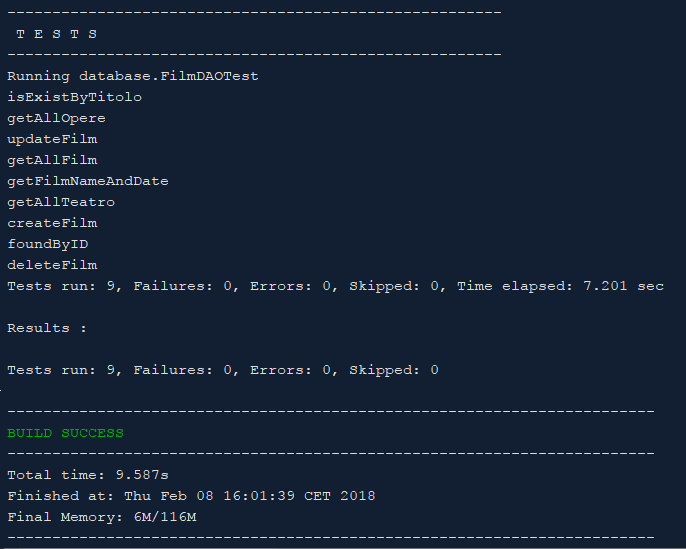 -------------------------------------------------------
T E S T S
-------------------------------------------------------
Running database.FilmDAOTest
isExistByTitolo
getAllOpere
updateFilm
getAllFilm
getFilmNameAndDate
getAllTeatro
createFilm
foundByID
deleteFilm
Tests run: 9, Failures: 0, Errors: 0, Skipped: 0, Time elapsed: 7.201 sec
Results :
Tests run: 9, Failures: 0, Errors: 0, Skipped: 0
------------------------------------------------------------------------
BUILD SUCCESS
------------------------------------------------------------------------
Total time: 9.587s
Finished at: Thu Feb 08 16:01:39 CET 2018
Final Memory: 6M/116M
------------------------------------------------------------------------